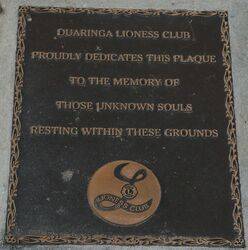 DUARINGA LIONESS CLUB
PROUDLY DEDICATES THIS PLAQUE
TO THE MEMORY OF
THOSE UNKNOWN SOULS
RESTING WITHIN THESE GROUNDS
LIONESS CLUB